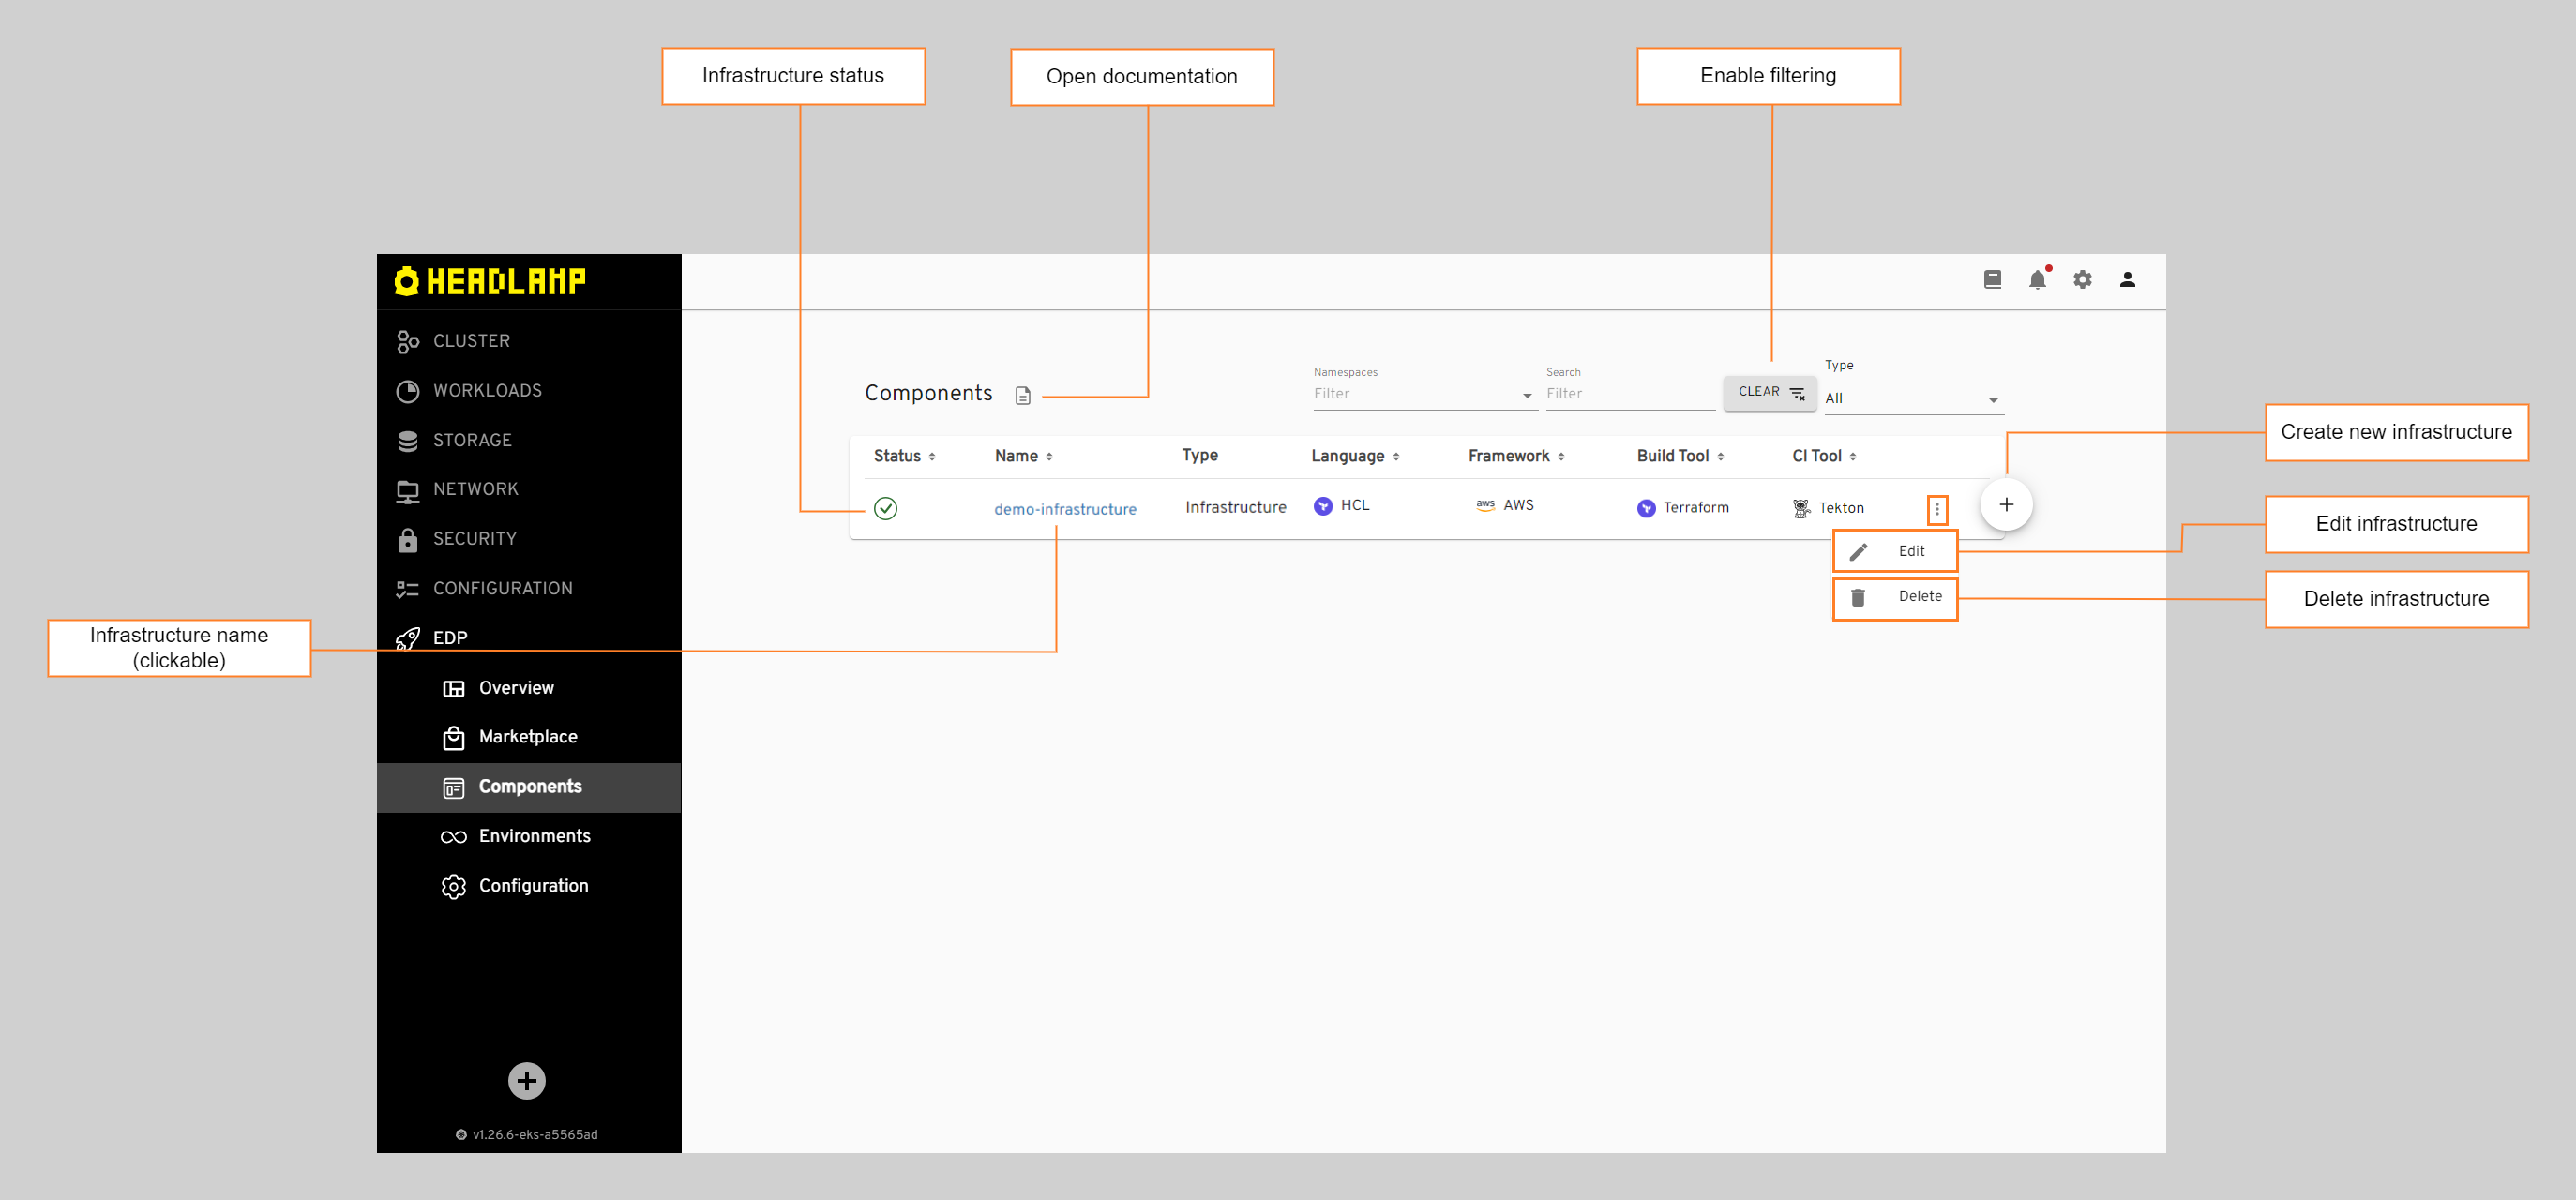 Infrastructure status
Open documentation
Enable filtering
HEADLAMP
CLUSTER
WORKLOADS
STORAGE
NETWORK
SECURITY
CONFIGURATION
EDP
Overview
Marketplace
Components
Environments
Configuration
v1.26.6-eks-a5565ad
Infrastructure name
(clickable)
Components
Namespaces
Filter
Search
Filter
CLEAR
Type
All
Status Name Type Language Framework Build Tool CI Tool
demo-infrastructure Infrastructure HCL aws AWS Terraform Tekton
Edit
Delete
Create new infrastructure
Edit infrastructure
Delete infrastructure